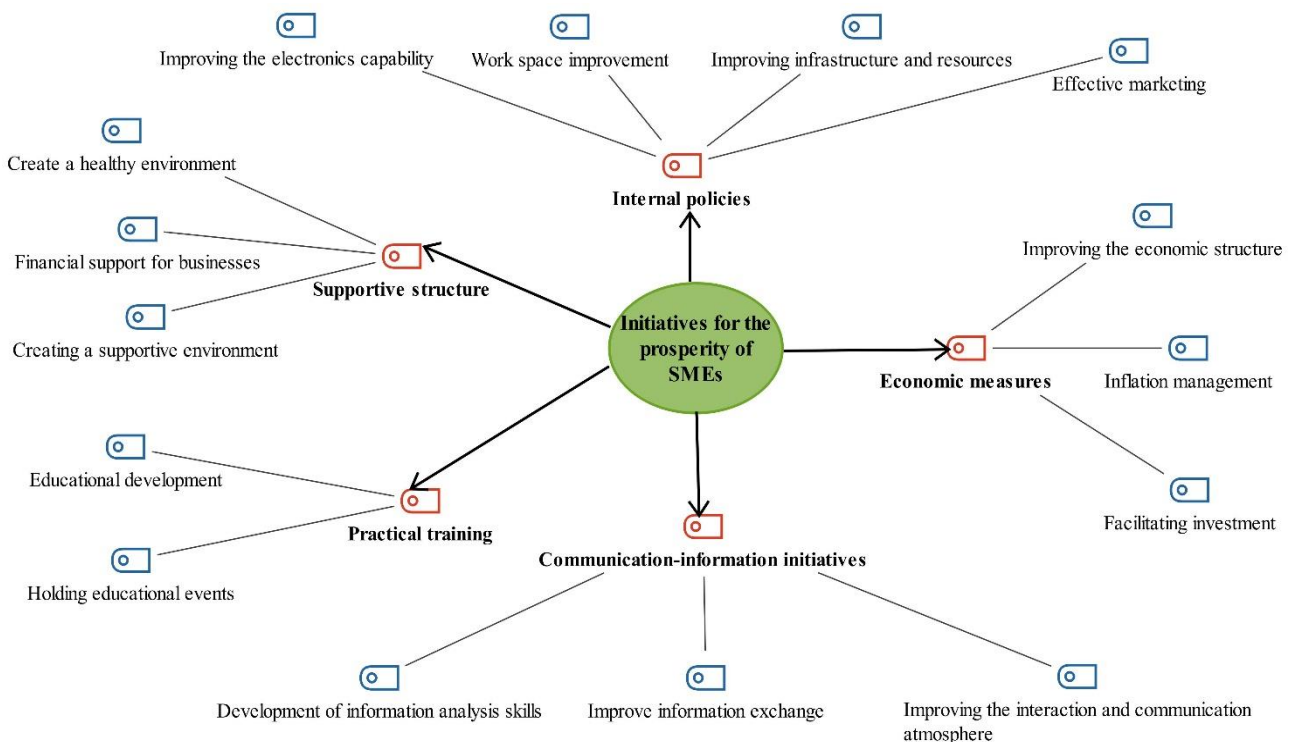 Improving the electronics capability
Work space improvement
Improving infrastructure and resources
Effective marketing
Internal policies
Create a healthy environment
Financial support for businesses
Creating a supportive environment
Supportive structure
Initiatives for the
prosperity of
SMEs
Improving the economic structure
Inflation management
Facilitating investment
Economic measures
Educational development
Holding educational events
Practical training
Communication-information initiatives
Development of information analysis skills
Improve information exchange
Improving the interaction and communication
atmosphere